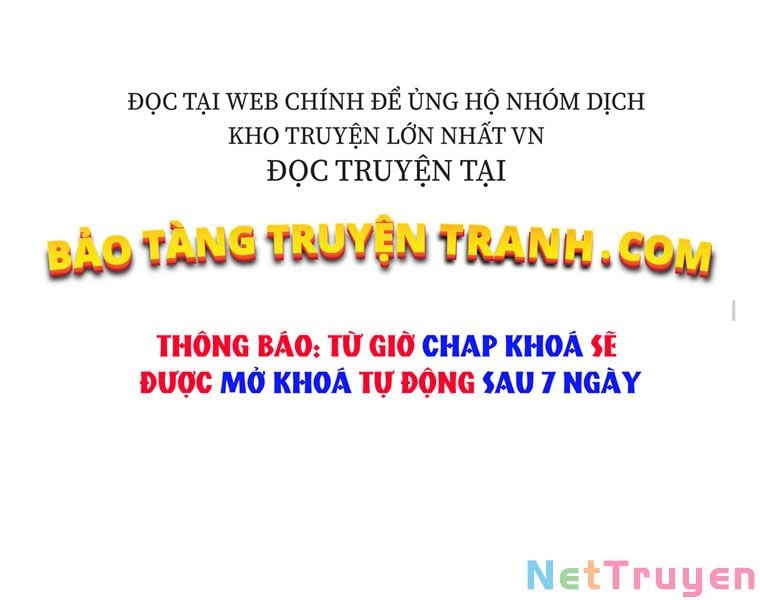 ĐỌC TẠI WEB CHÍNH ĐỂ ỦNG HỘ NHÓM DỊCH
KHO TRUYỆN LỚN NHẤT VN
ĐỌC TRUYỆN TẠI
BẢO TÀNG TRUYỆN TRANH.COM
THÔNG BÁO: TỪ GIỜ CHAP KHOÁ SẼ
ĐƯỢC MỞ KHOÁ TỰ ĐỘNG SAU 7 NGÀY
NetTruyen